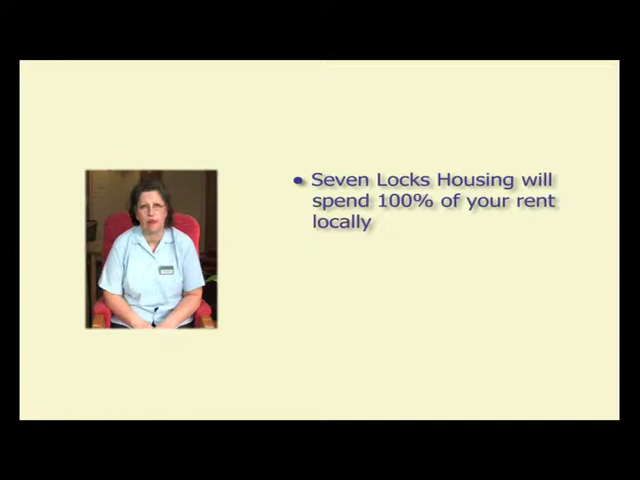 • Seven Locks Housing will
spend 100% of your rent
locally